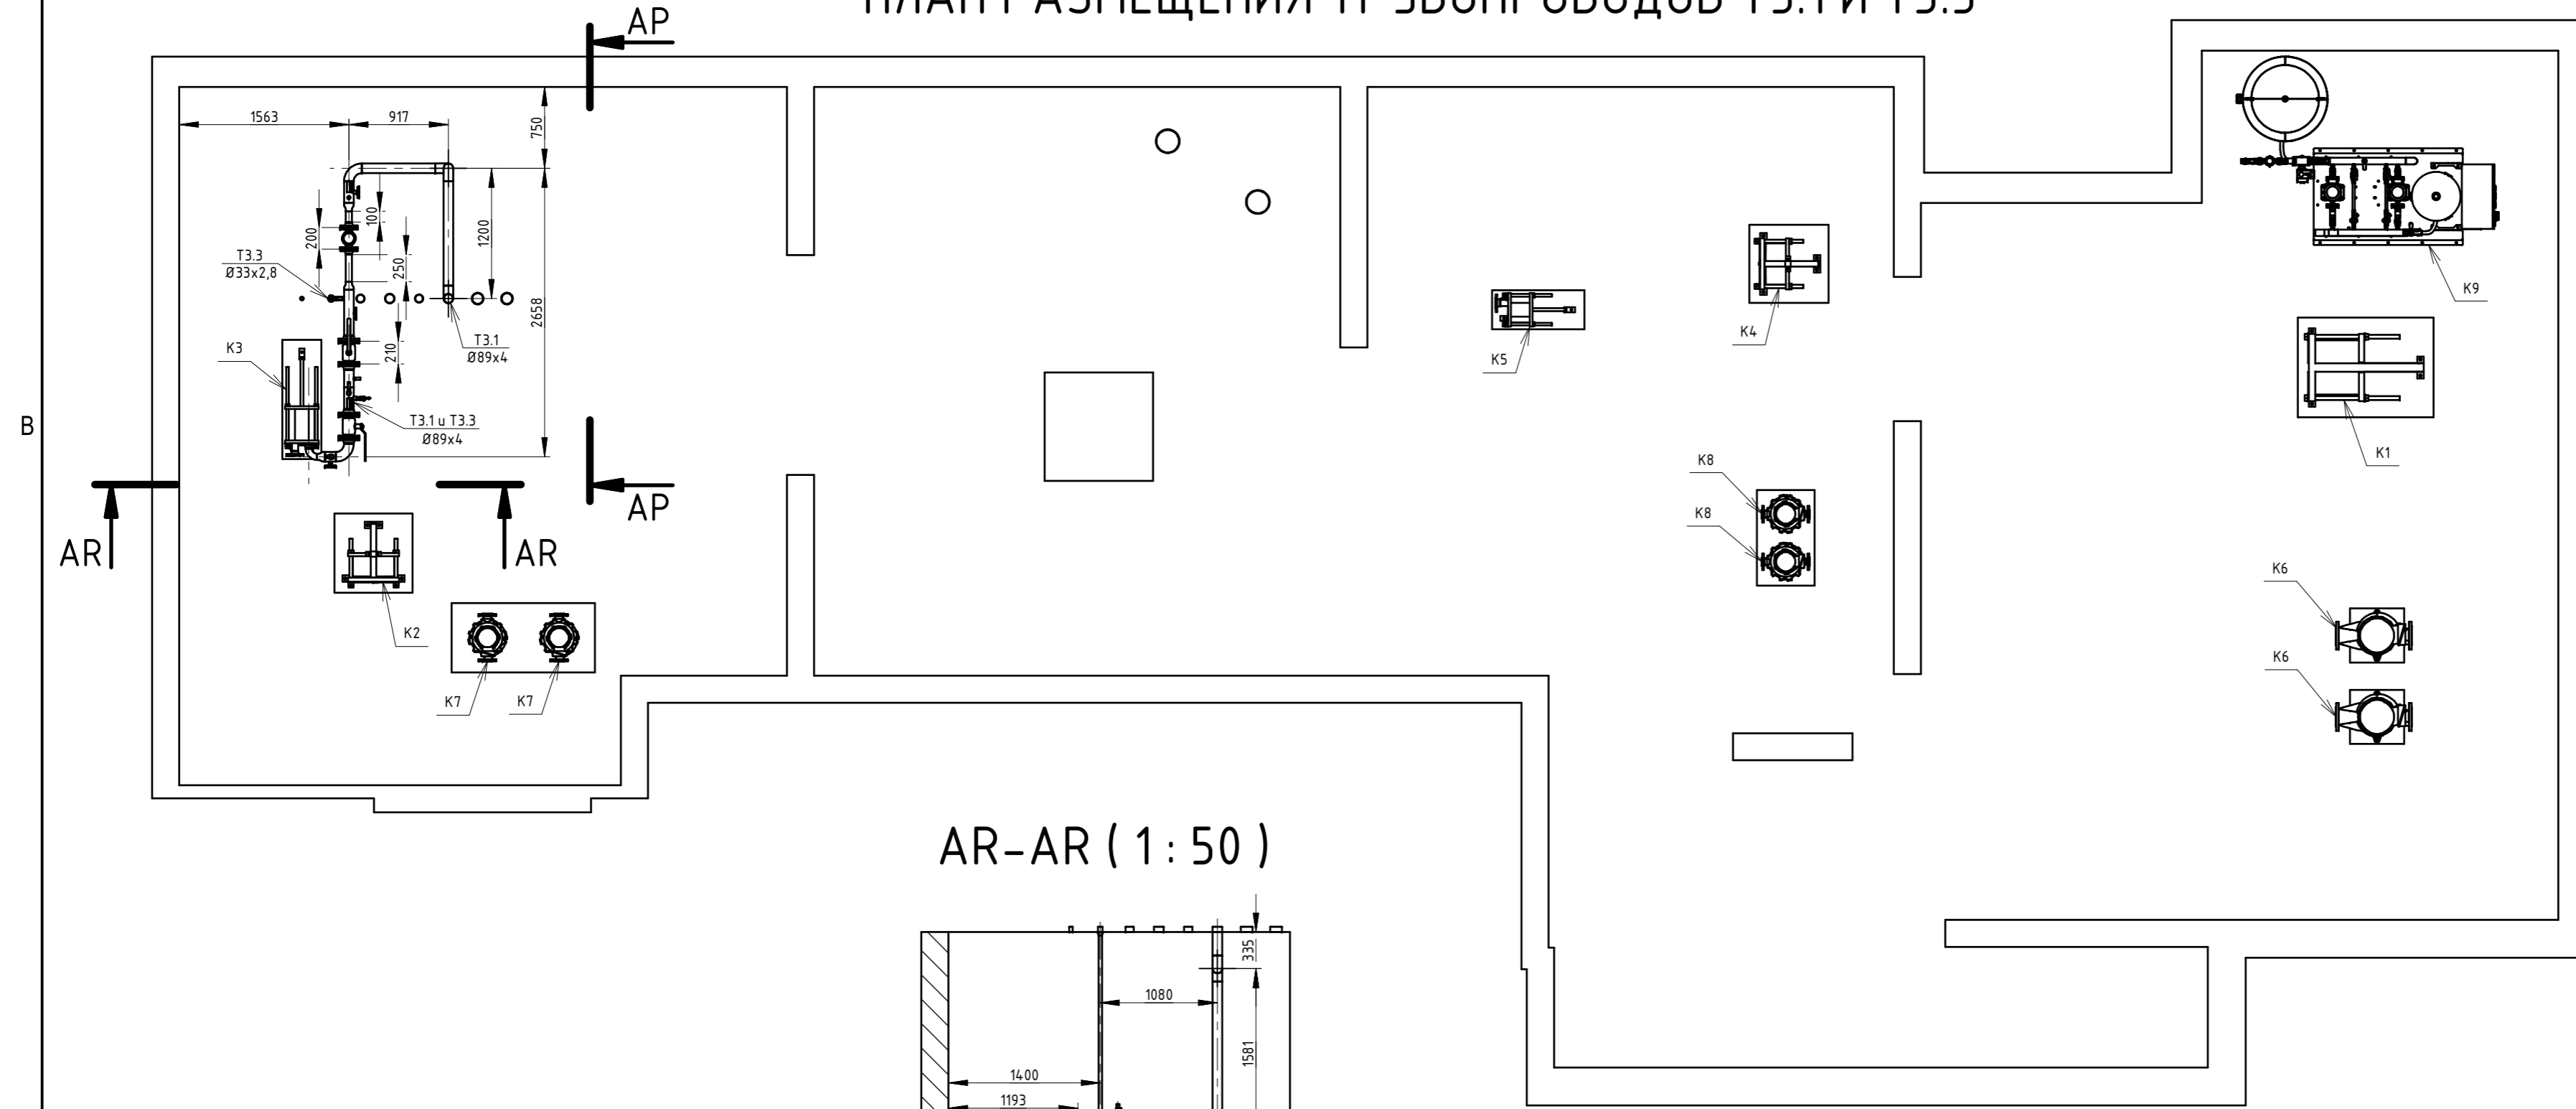 AP
1563
917
750
100
200
1200
T3.3
Ø33x2,8
250
2658
K3
210
T3.1
Ø89x4
T3.1 u T3.3
Ø89x4
B
AR
AR
AP
K2
K7
K7
K5
K4
K9
K1
K8
K8
K6
K6
AR-AR ( 1 : 50 )
335
1080
1581
1400
1193